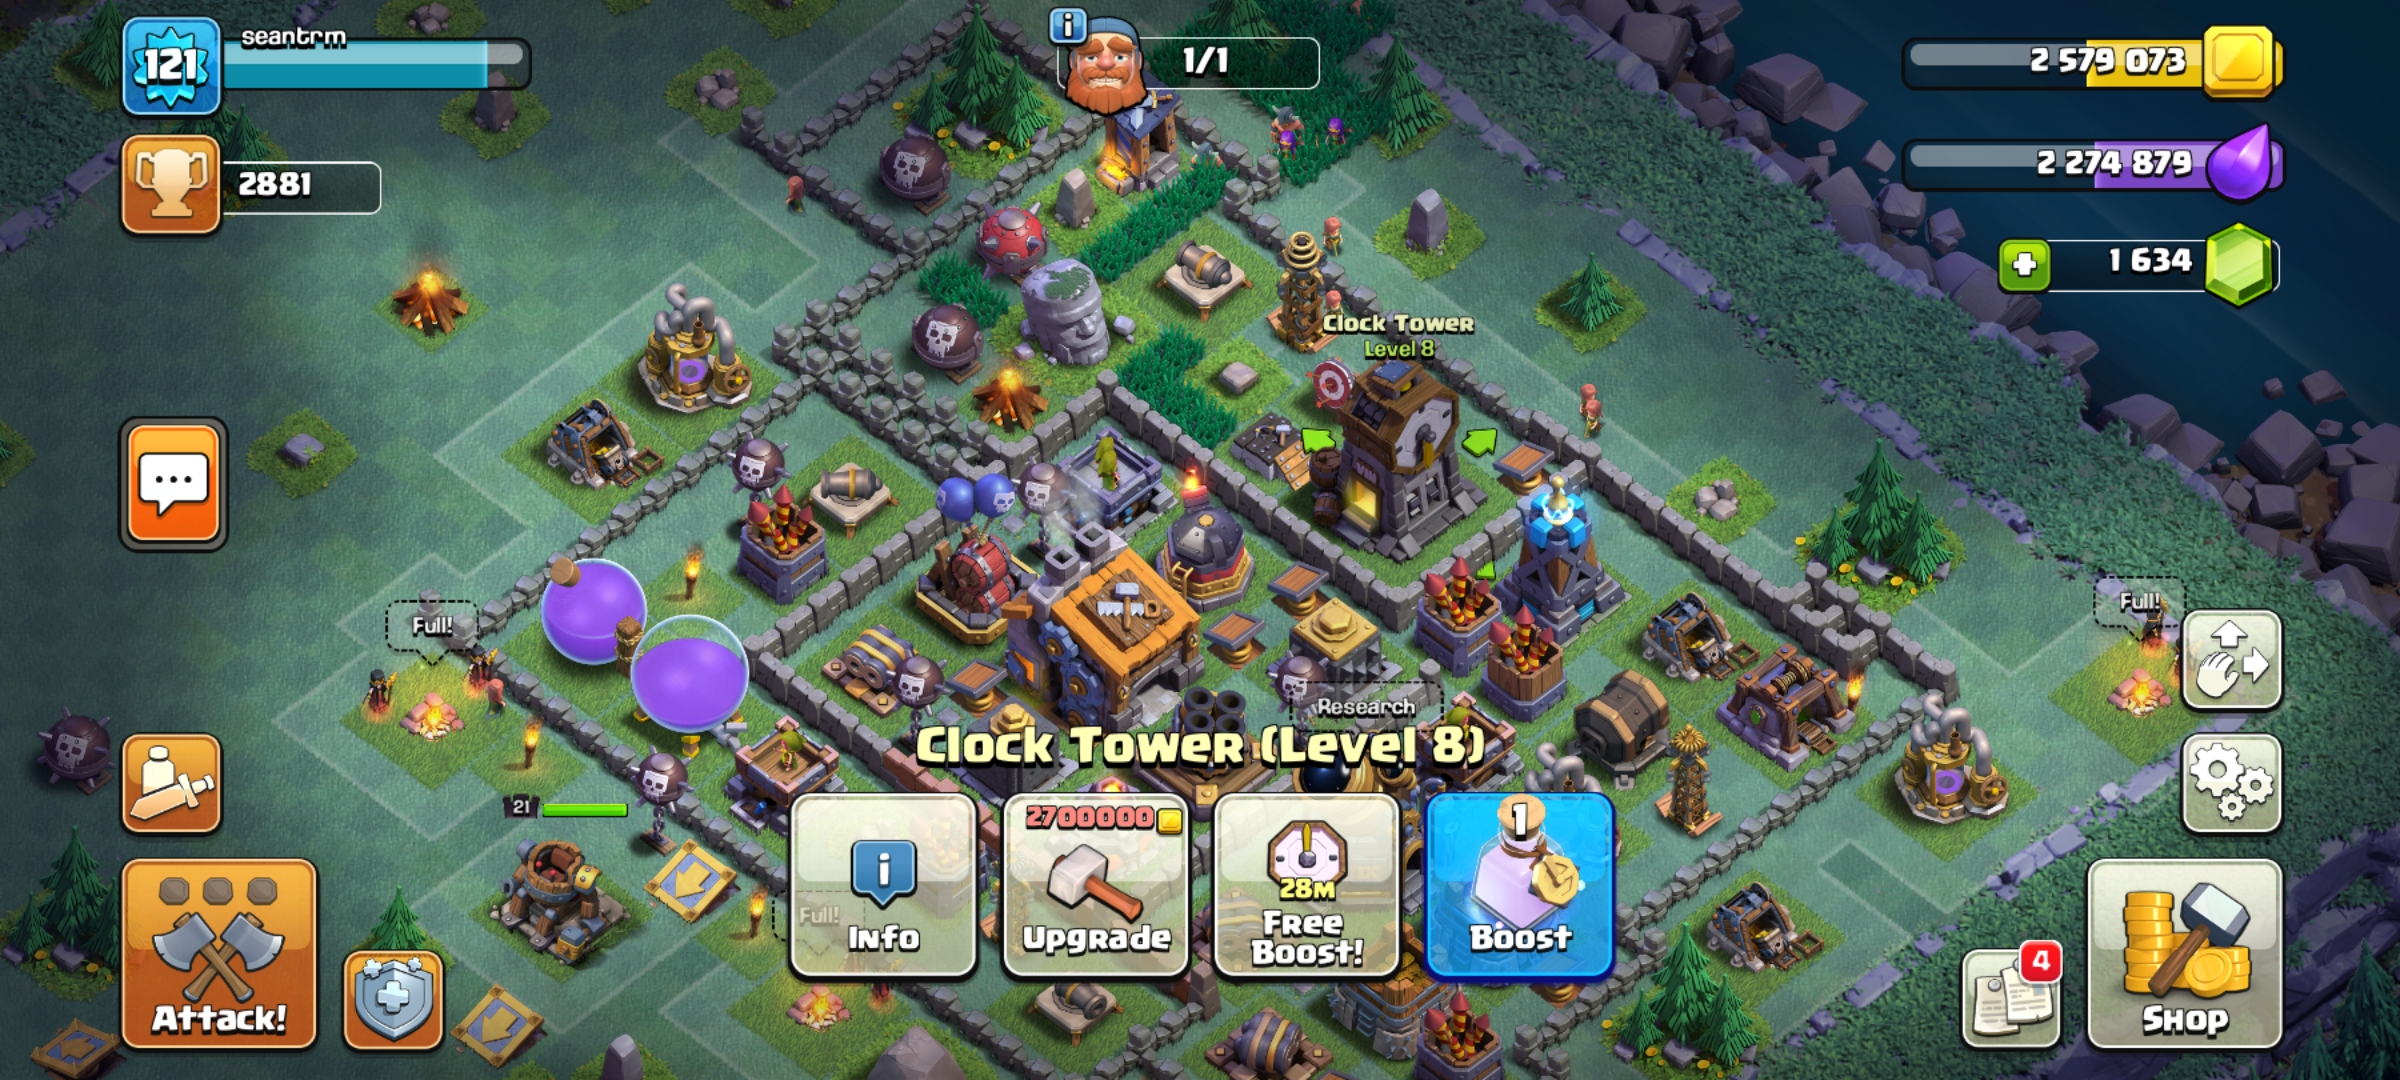 121
seantrm
1/1
2 579 073
2881
2 274 879
1 634
Clock Tower
Level 8
Full!
Full!
Research
Clock Tower (Level 8)
21
Info
2700000
Upgrade
28M
Free
Boost!
1
Boost
Full!
Attack!
4
Shop